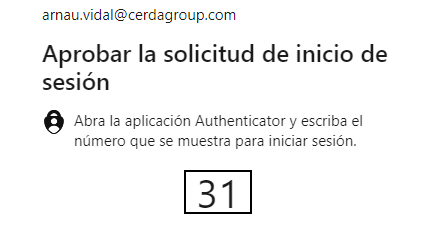 arnau.vidal@cerdagroup.com
Aprobar la solicitud de inicio de
sesión
Abra la aplicación Authenticator y escriba el
número que se muestra para iniciar sesión.
31